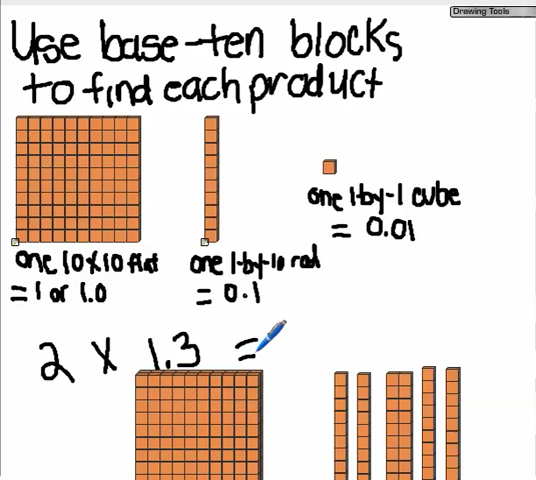 Drawing Tools
Use base-ten blocks
to find each product
one 1-by-1 cube
= 0.01
one 10x10 flat
= 1 or 1.0
one 1-by-10 rod
= 0.1
2 x 1.3 =